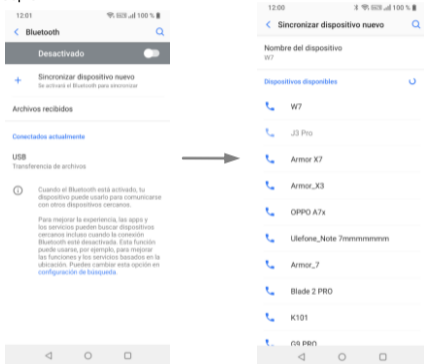 12:01
100 %
Bluetooth
Desactivado
Sincronizar dispositivo nuevo
Se activará el Bluetooth para sincronizar
Archivos recibidos
Conectados actualmente
USB
Transferencia de archivos
Cuando el Bluetooth está activado, tu
dispositivo puede usarlo para comunicarse
con otros dispositivos cercanos.
Para mejorar la experiencia, las apps y
los servicios pueden buscar dispositivos
cercanos incluso cuando la conexión
Bluetooth esté desactivada. Esta función
puede usarse, por ejemplo, para mejorar
las funciones y los servicios basados en la
ubicación. Puedes cambiar esta opción en
configuración de búsqueda.
12:00
100 %
Sincronizar dispositivo nuevo
Nombre del dispositivo
W7
Dispositivos disponibles
W7
J3 Pro
Armor X7
Armor_X3
OPPO A7x
Ulefone_Note 7mmmmmmm
Armor_7
Blade 2 PRO
K101
G9 PRO